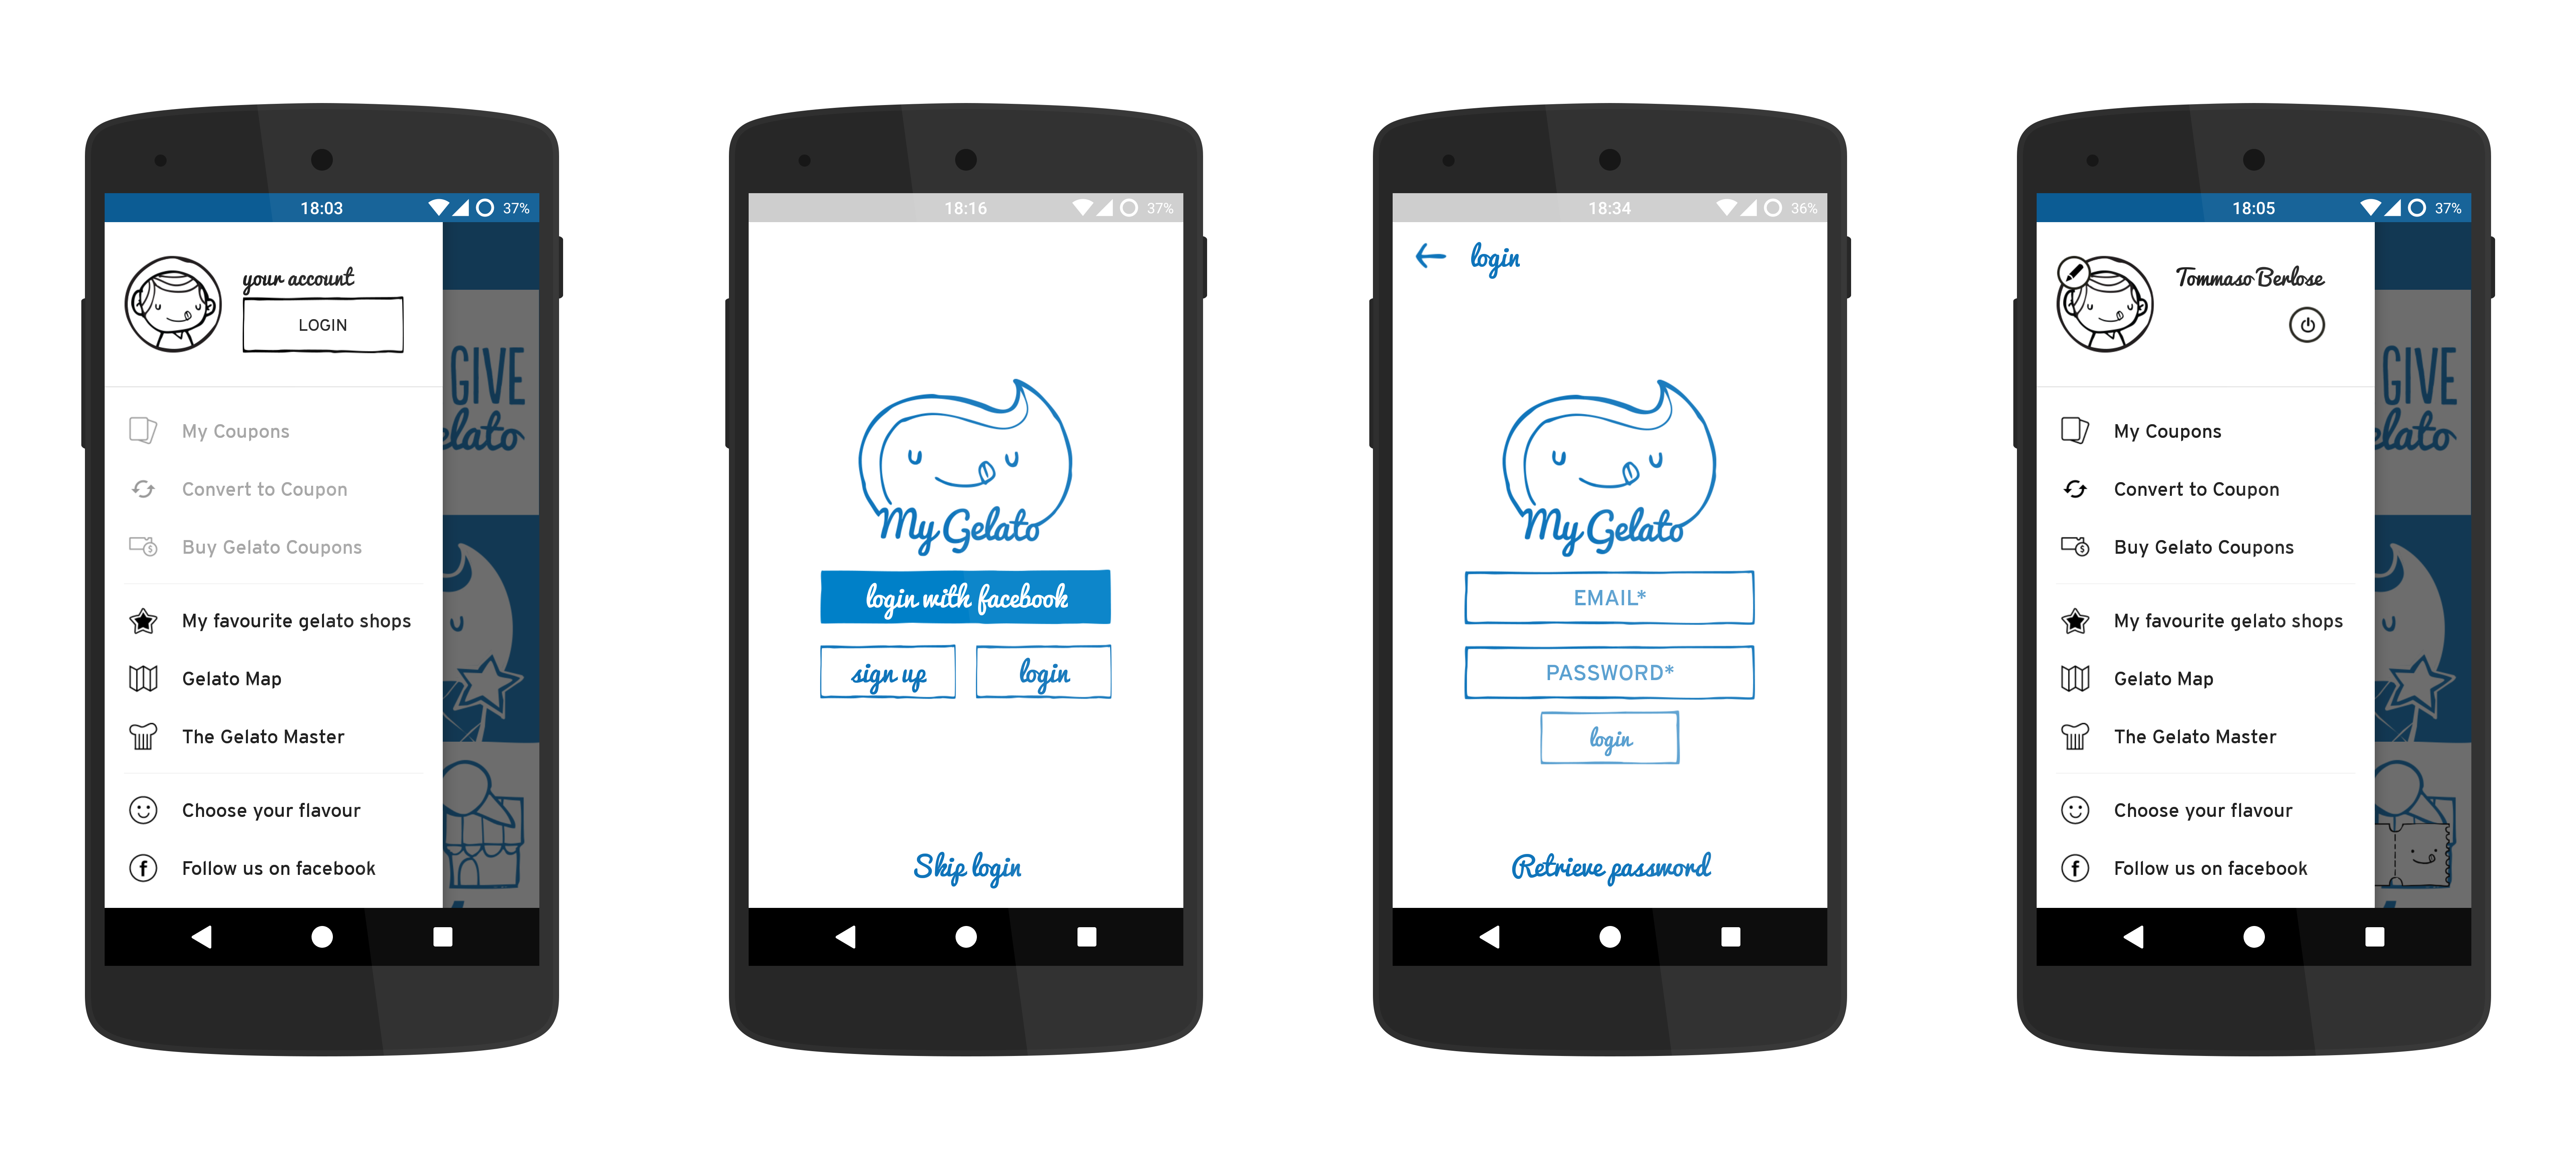 18:03 37%
your account
LOGIN
My Coupons
Convert to Coupon
Buy Gelato Coupons
My favourite gelato shops
Gelato Map
The Gelato Master
Choose your flavour
Follow us on facebook
GIVE
elato
18:16 37%
My Gelato
login with facebook
sign up login
Skip login
18:34 36%
login
My Gelato
EMAIL*
PASSWORD*
login
Retrieve password
18:05 37%
Tommaso Berlose
My Coupons
Convert to Coupon
Buy Gelato Coupons
My favourite gelato shops
Gelato Map
The Gelato Master
Choose your flavour
Follow us on facebook
GIVE
elato